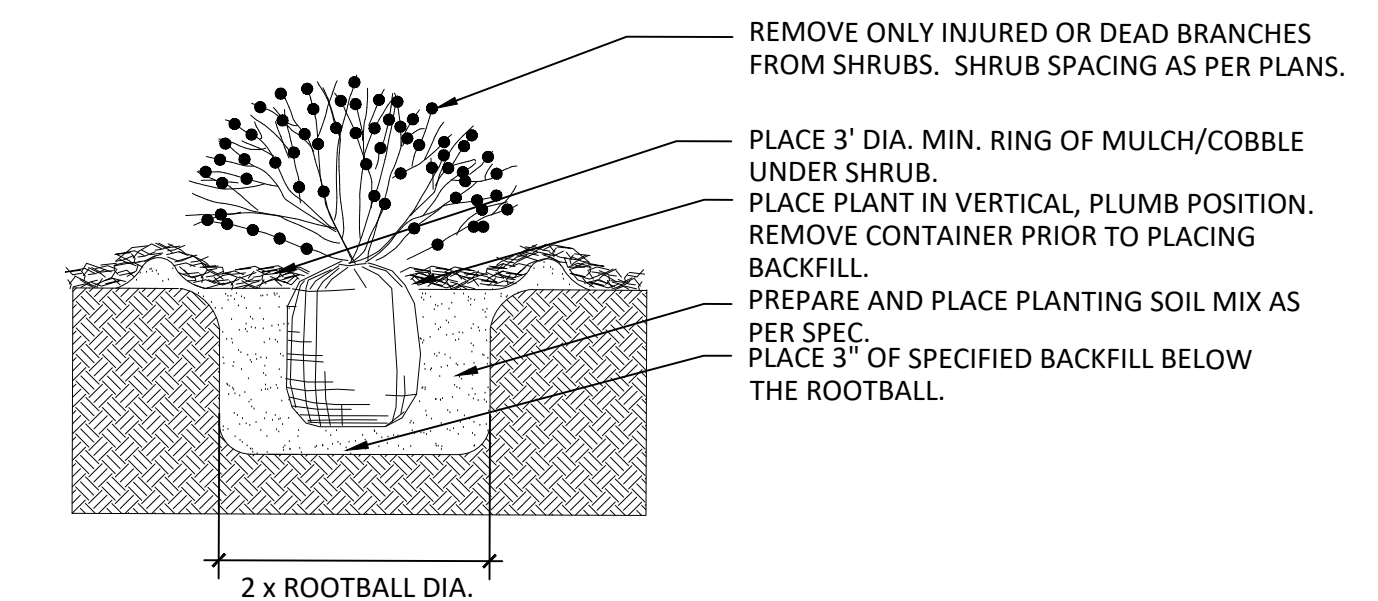 REMOVE ONLY INJURED OR DEAD BRANCHES
FROM SHRUBS. SHRUB SPACING AS PER PLANS.
PLACE 3' DIA. MIN. RING OF MULCH/COBBLE
UNDER SHRUB.
PLACE PLANT IN VERTICAL, PLUMB POSITION.
REMOVE CONTAINER PRIOR TO PLACING
BACKFILL.
PREPARE AND PLACE PLANTING SOIL MIX AS
PER SPEC.
PLACE 3" OF SPECIFIED BACKFILL BELOW
THE ROOTBALL.
2 x ROOTBALL DIA.